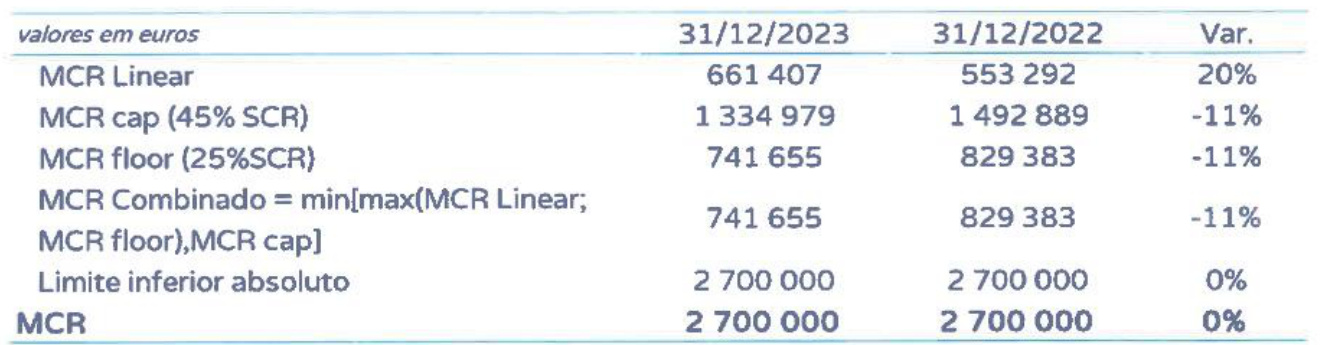 valores em euros 31/12/2023 31/12/2022 Var.
MCR Linear 661 407 553 292 20%
MCR cap (45% SCR) 1 334 979 1 492 889 -11%
MCR floor (25%SCR) 741 655 829 383 -11%
MCR Combinado = min[max(MCR Linear;
MCR floor),MCR cap] 741 655 829 383 -11%
Limite inferior absoluto 2 700 000 2 700 000 0%
MCR 2 700 000 2 700 000 0%